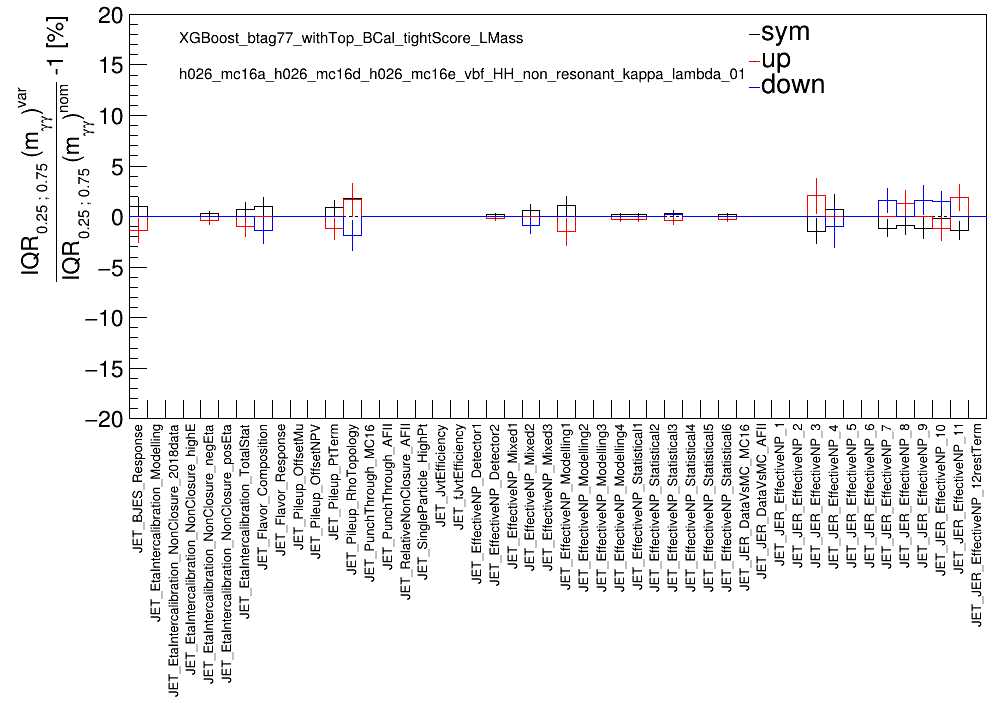 XGBoost_btag77_withTop_BCal_tightScore_LMass
h026_mc16a_h026_mc16d_h026_mc16e_vbf_HH_non_resonant_kappa_lambda_01
sym
up
down
IQR0.25 ; 0.75 (mγγ)var
IQR0.25 ; 0.75 (mγγ)nom -1 [%]
20
15
10
5
0
−5
−10
−15
−20
JET_BJES_Response
JET_EtaIntercalibration_Modelling
JET_EtaIntercalibration_NonClosure_2018data
JET_EtaIntercalibration_NonClosure_highE
JET_EtaIntercalibration_NonClosure_negEta
JET_EtaIntercalibration_NonClosure_posEta
JET_EtaIntercalibration_TotalStat
JET_Flavor_Composition
JET_Flavor_Response
JET_Pileup_OffsetMu
JET_Pileup_OffsetNPV
JET_Pileup_PtTerm
JET_Pileup_RhoTopology
JET_PunchThrough_MC16
JET_PunchThrough_AFII
JET_RelativeNonClosure_AFII
JET_SingleParticle_HighPt
JET_JvtEfficiency
JET_fJvtEfficiency
JET_EffectiveNP_Detector1
JET_EffectiveNP_Detector2
JET_EffectiveNP_Mixed1
JET_EffectiveNP_Mixed2
JET_EffectiveNP_Mixed3
JET_EffectiveNP_Modelling1
JET_EffectiveNP_Modelling2
JET_EffectiveNP_Modelling3
JET_EffectiveNP_Modelling4
JET_EffectiveNP_Statistical1
JET_EffectiveNP_Statistical2
JET_EffectiveNP_Statistical3
JET_EffectiveNP_Statistical4
JET_EffectiveNP_Statistical5
JET_EffectiveNP_Statistical6
JET_JER_DataVsMC_MC16
JET_JER_DataVsMC_AFII
JET_JER_EffectiveNP_1
JET_JER_EffectiveNP_2
JET_JER_EffectiveNP_3
JET_JER_EffectiveNP_4
JET_JER_EffectiveNP_5
JET_JER_EffectiveNP_6
JET_JER_EffectiveNP_7
JET_JER_EffectiveNP_8
JET_JER_EffectiveNP_9
JET_JER_EffectiveNP_10
JET_JER_EffectiveNP_11
JET_JER_EffectiveNP_12restTerm